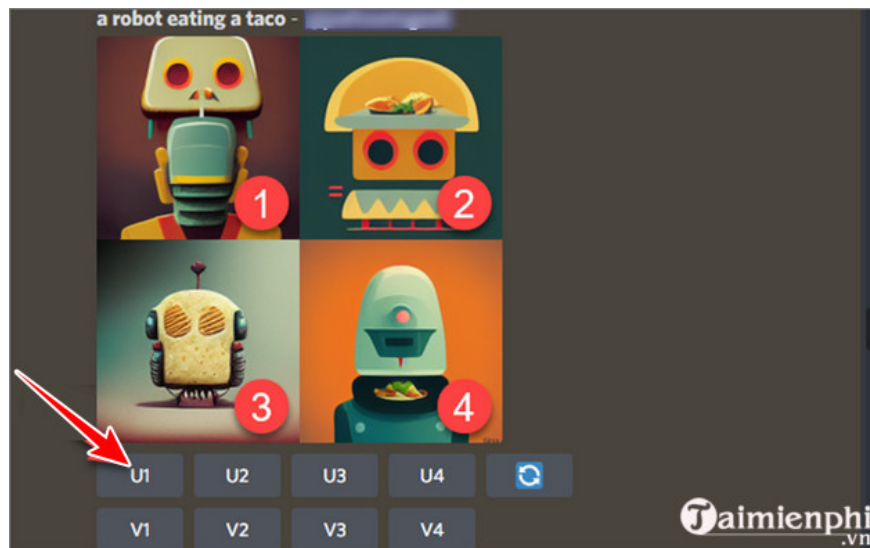 a robot eating a taco -
1
2
3
4
U1 U2 U3 U4
V1 V2 V3 V4
Taimienphi
.vn